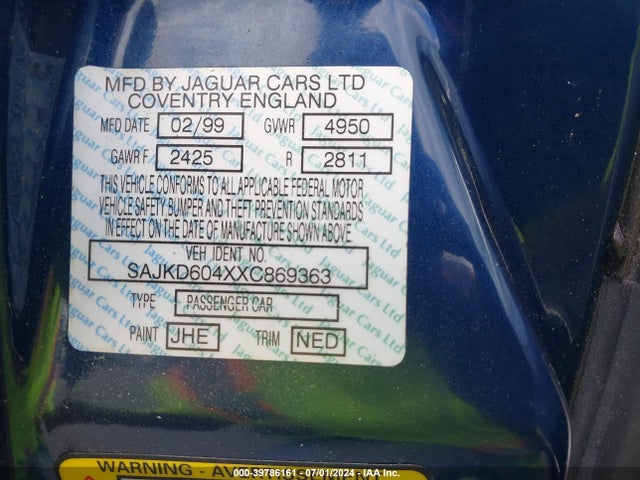 MFD BY JAGUAR CARS LTD
COVENTRY ENGLAND
MFD DATE 02/99 GVWR 4950
GAWR F. 2425 R 2811
THIS VEHICLE CONFORMS TO ALL APPLICABLE FEDERAL MOTOR
VEHICLE SAFETY, BUMPER AND THEFT PREVENTION STANDARDS
IN EFFECT ON THE DATE OF MANUFACTURE SHOWN ABOVE.
VEH IDENT NO.
SAJKD604XXC869363
TYPE PASSENGER CAR
PAINT JHE TRIM NED
WARNING -
000-39786161 - 07/01/2024 - IAA Inc.